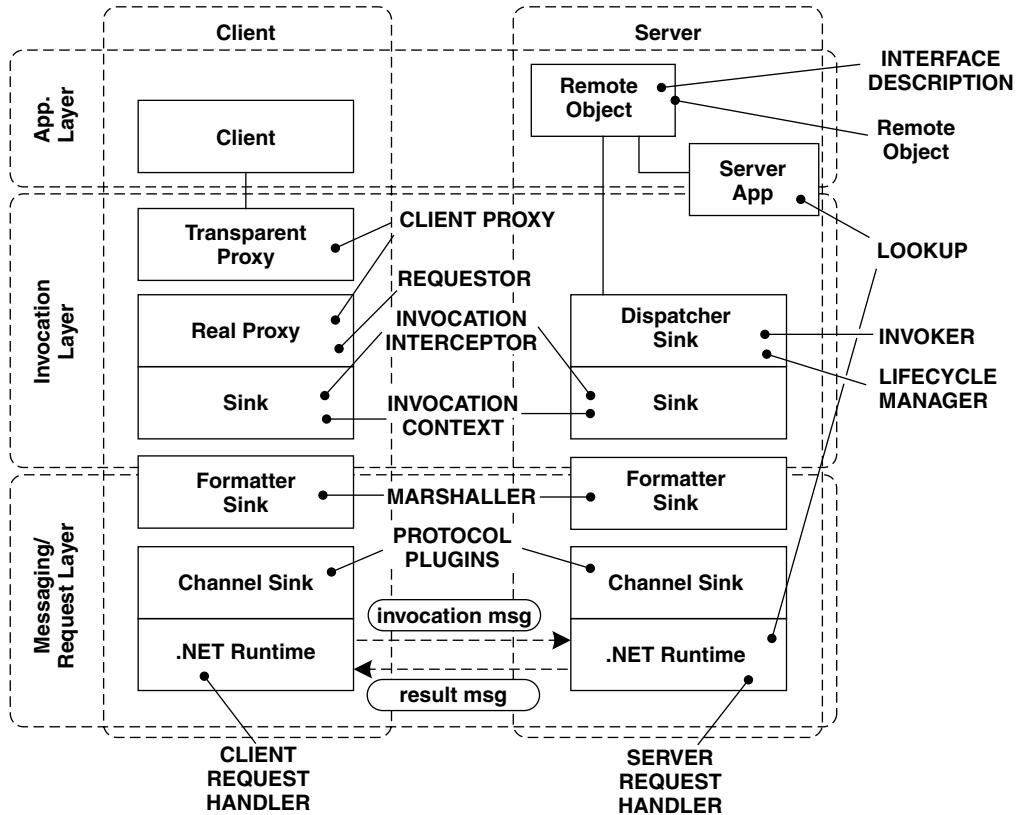 Client
Server
App.
Layer
Client
Remote
Object
INTERFACE
DESCRIPTION
Remote
Object
Server
App
Invocation
Layer
Transparent
Proxy
CLIENT PROXY
LOOKUP
REQUESTOR
Real Proxy
INVOCATION
INTERCEPTOR
Dispatcher
Sink
INVOKER
LIFECYCLE
MANAGER
Sink
INVOCATION
CONTEXT
Sink
Messaging/
Request Layer
Formatter
Sink
MARSHALLER
Formatter
Sink
PROTOCOL
PLUGINS
Channel Sink
Channel Sink
invocation msg
.NET Runtime
.NET Runtime
result msg
CLIENT
REQUEST
HANDLER
SERVER
REQUEST
HANDLER